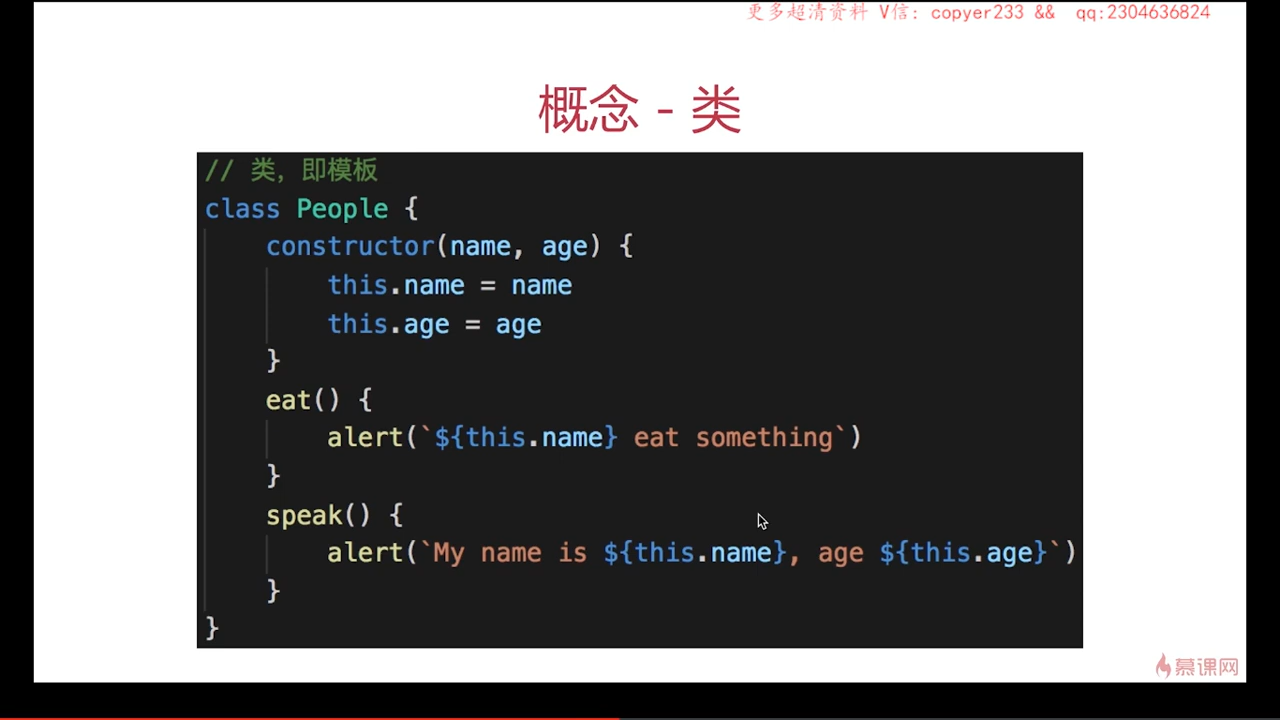 更多超清资料 V信: copyer233 && qq:2304636824
概念 - 类
// 类，即模板
class People {
    constructor(name, age) {
        this.name = name
        this.age = age
    }
    eat() {
        alert(`${this.name} eat something`)
    }
    speak() {
        alert(`My name is ${this.name}, age ${this.age}`)
    }
}
慕课网